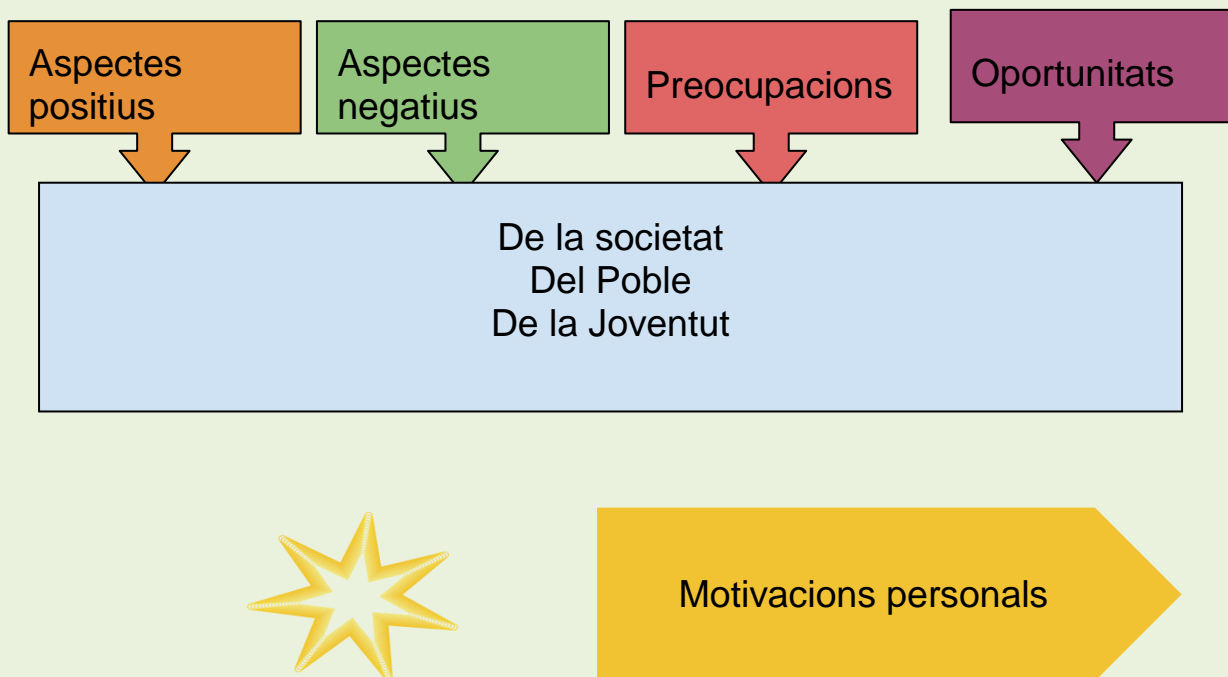 Aspectes
positius
Aspectes
negatius
Preocupacions
Oportunitats
De la societat
Del Poble
De la Joventut
Motivacions personals